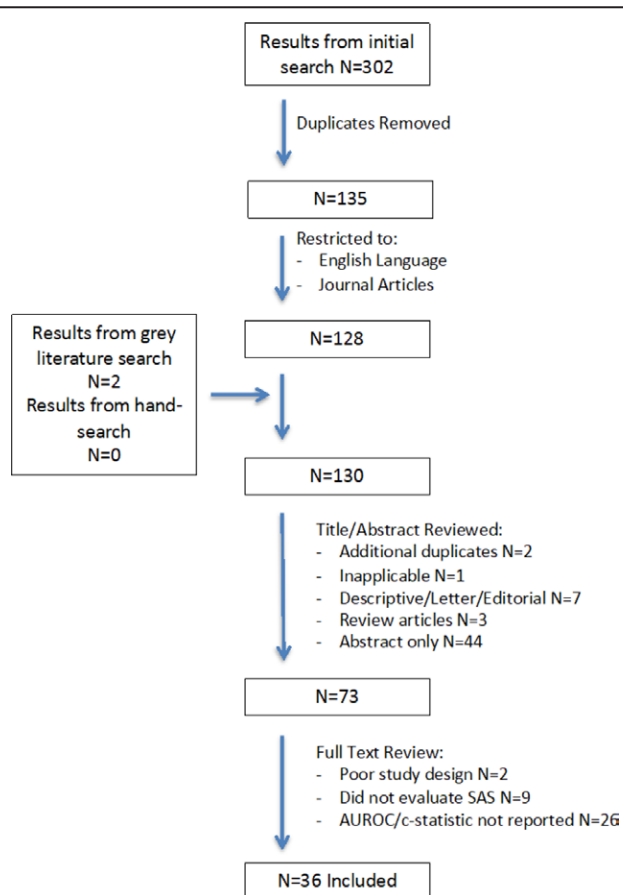 Results from initial
search N=302
Duplicates Removed
N=135
Restricted to:
- English Language
- Journal Articles
N=128
Results from grey
literature search
N=2
Results from hand-
search
N=0
N=130
Title/Abstract Reviewed:
- Additional duplicates N=2
- Inapplicable N=1
- Descriptive/Letter/Editorial N=7
- Review articles N=3
- Abstract only N=44
N=73
Full Text Review:
- Poor study design N=2
- Did not evaluate SAS N=9
- AUROC/c-statistic not reported N=26
N=36 Included